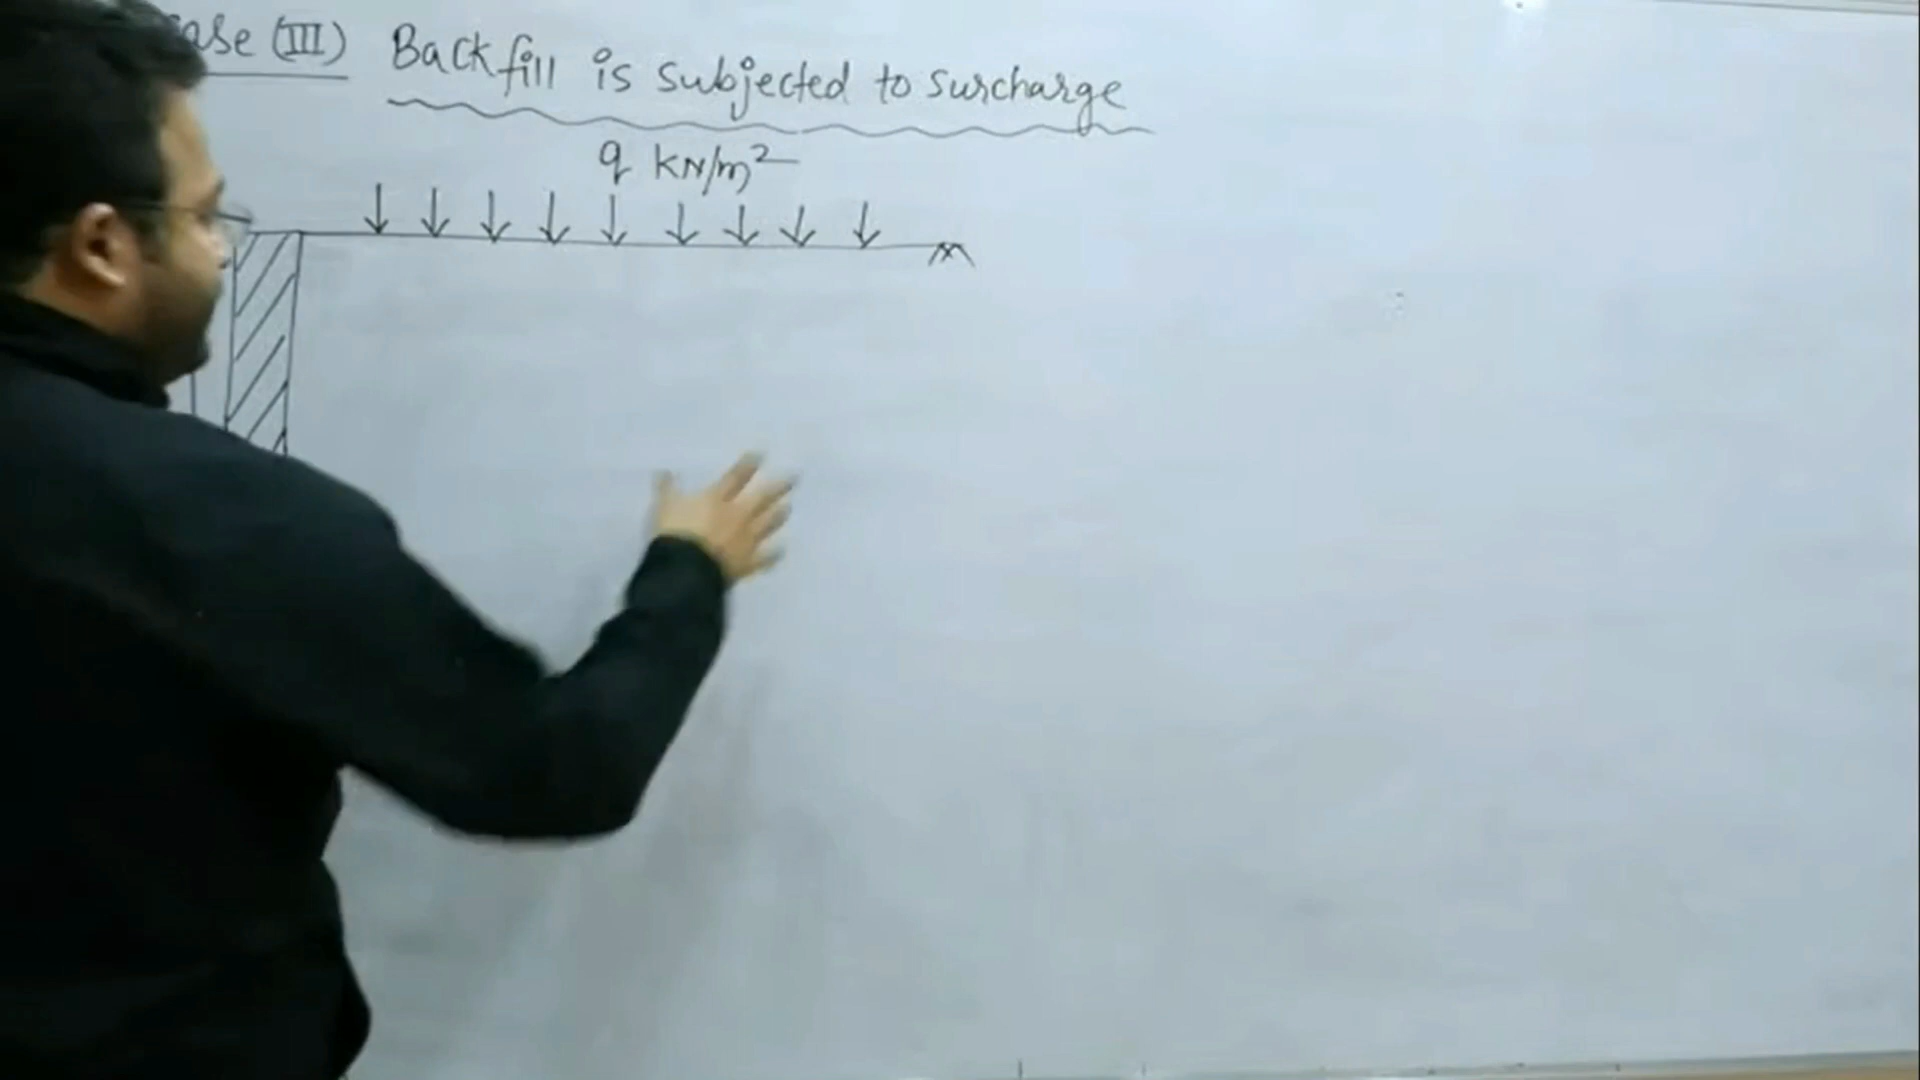 ase (III) Backfill is subjected to surcharge
q kN/m²